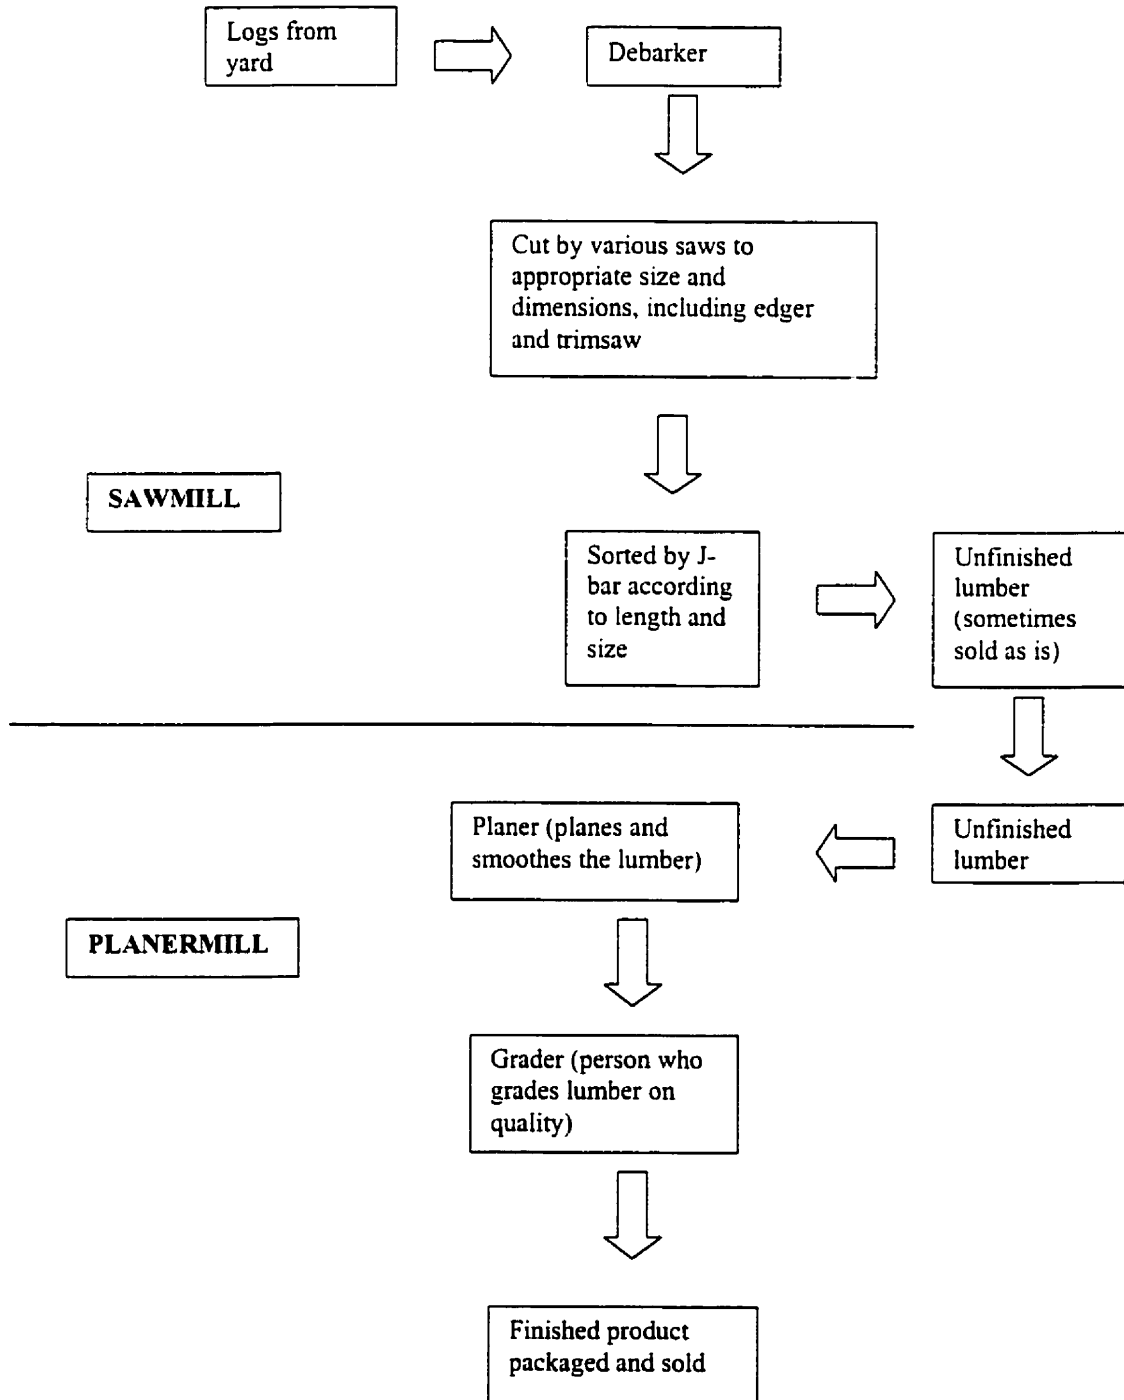 Logs from
yard
Debarker
Cut by various saws to
appropriate size and
dimensions, including edger
and trimsaw
SAWMILL
Sorted by J-
bar according
to length and
size
Unfinished
lumber
(sometimes
sold as is)
Planer (planes and
smoothes the lumber)
Unfinished
lumber
PLANERMILL
Grader (person who
grades lumber on
quality)
Finished product
packaged and sold